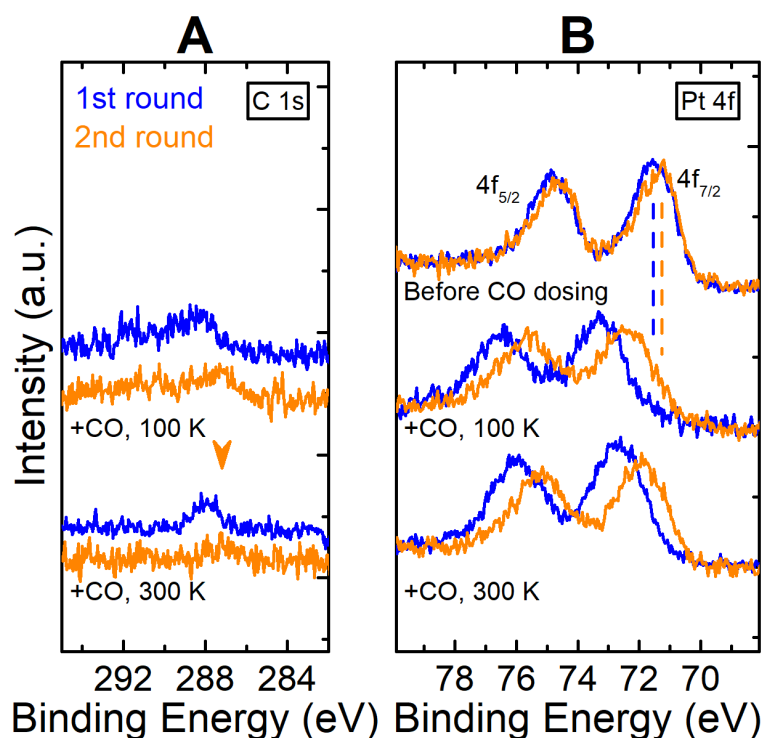 A
B
1st round
C 1s
2nd round
Pt 4f
4f5/2
4f7/2
Before CO dosing
+CO, 100 K
+CO, 100 K
+CO, 300 K
+CO, 300 K
Intensity (a.u.)
292 288 284
78 76 74 72 70
Binding Energy (eV)
Binding Energy (eV)